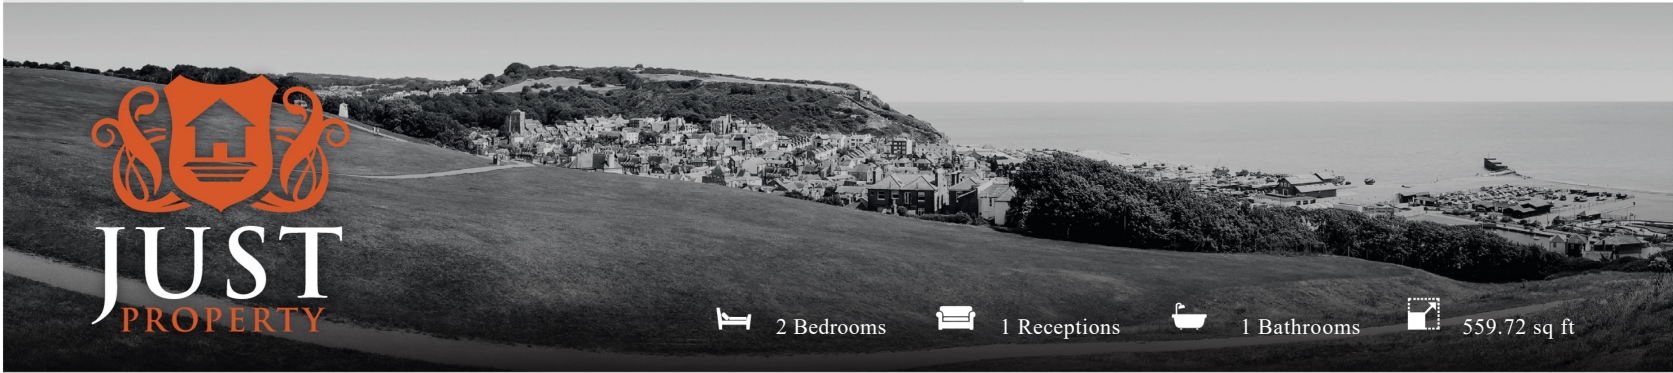 JUST
PROPERTY
2 Bedrooms
1 Receptions
1 Bathrooms
559.72 sq ft